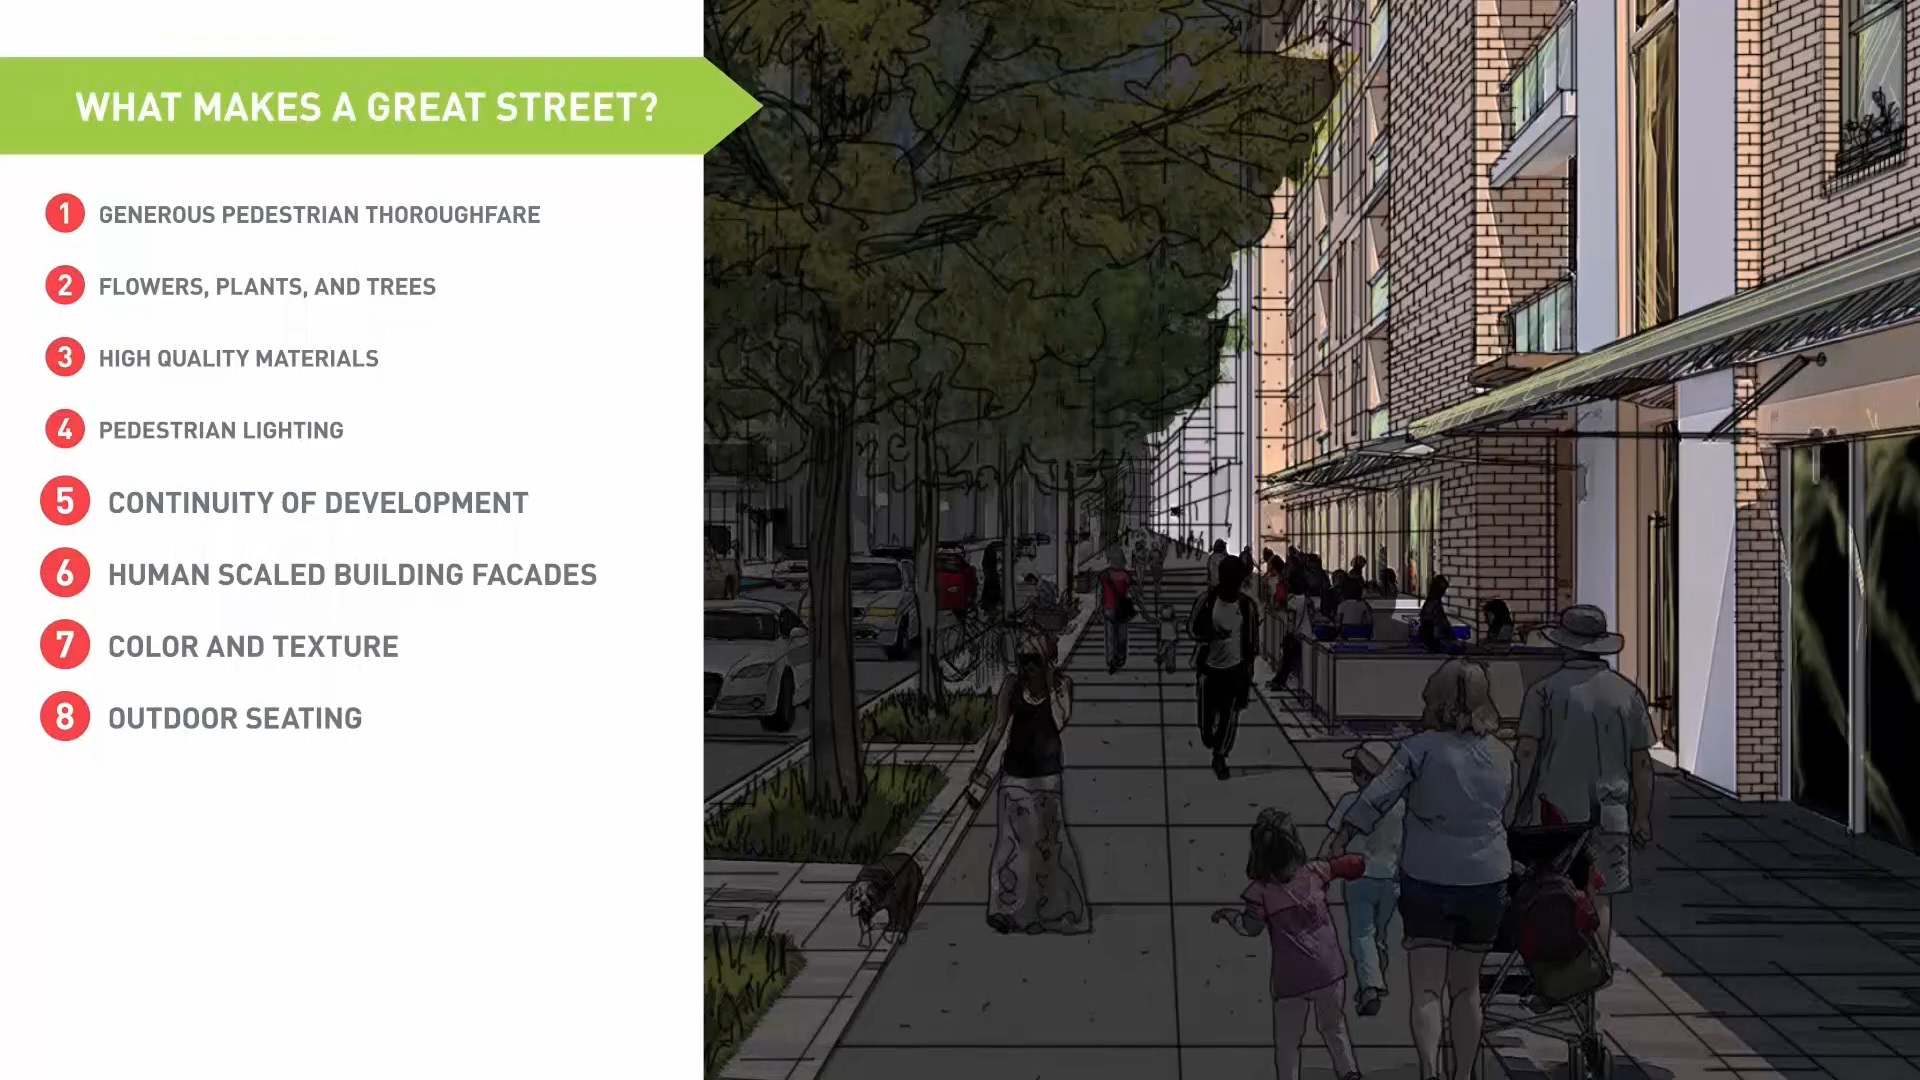 WHAT MAKES A GREAT STREET?
1 GENEROUS PEDESTRIAN THOROUGHFARE
2 FLOWERS, PLANTS, AND TREES
3 HIGH QUALITY MATERIALS
4 PEDESTRIAN LIGHTING
5 CONTINUITY OF DEVELOPMENT
6 HUMAN SCALED BUILDING FACADES
7 COLOR AND TEXTURE
8 OUTDOOR SEATING